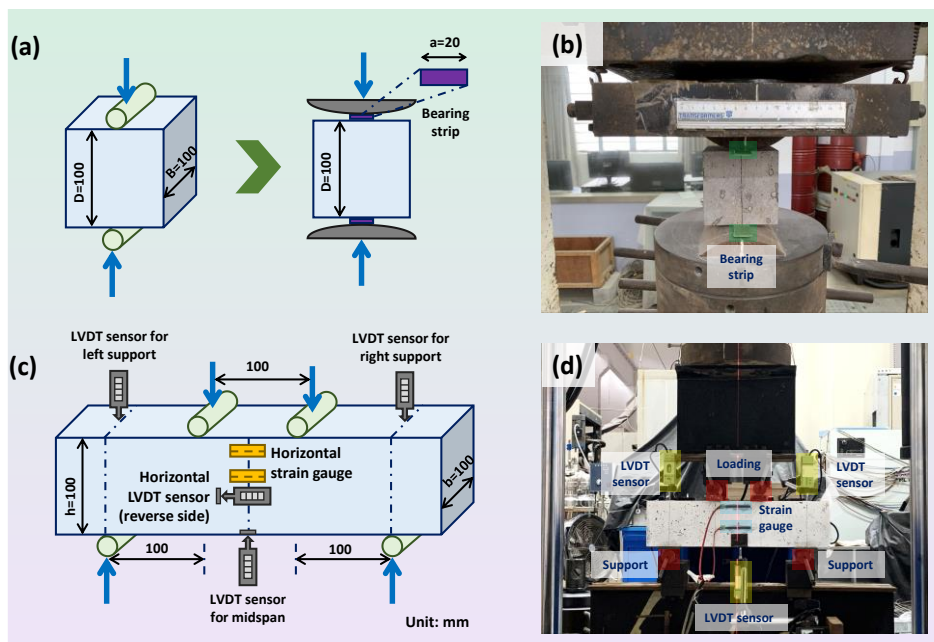 (a)
a=20
Bearing
strip
D=100
B=100
D=100
(b)
TRANSFORMERS
Bearing
strip
(c)
LVDT sensor for
left support
LVDT sensor for
right support
100
Horizontal
strain gauge
Horizontal
LVDT sensor
(reverse side)
h=100
b=100
100
100
LVDT sensor
for midspan
Unit: mm
(d)
LVDT
sensor
Loading
LVDT
sensor
Strain
gauge
Support
Support
LVDT sensor